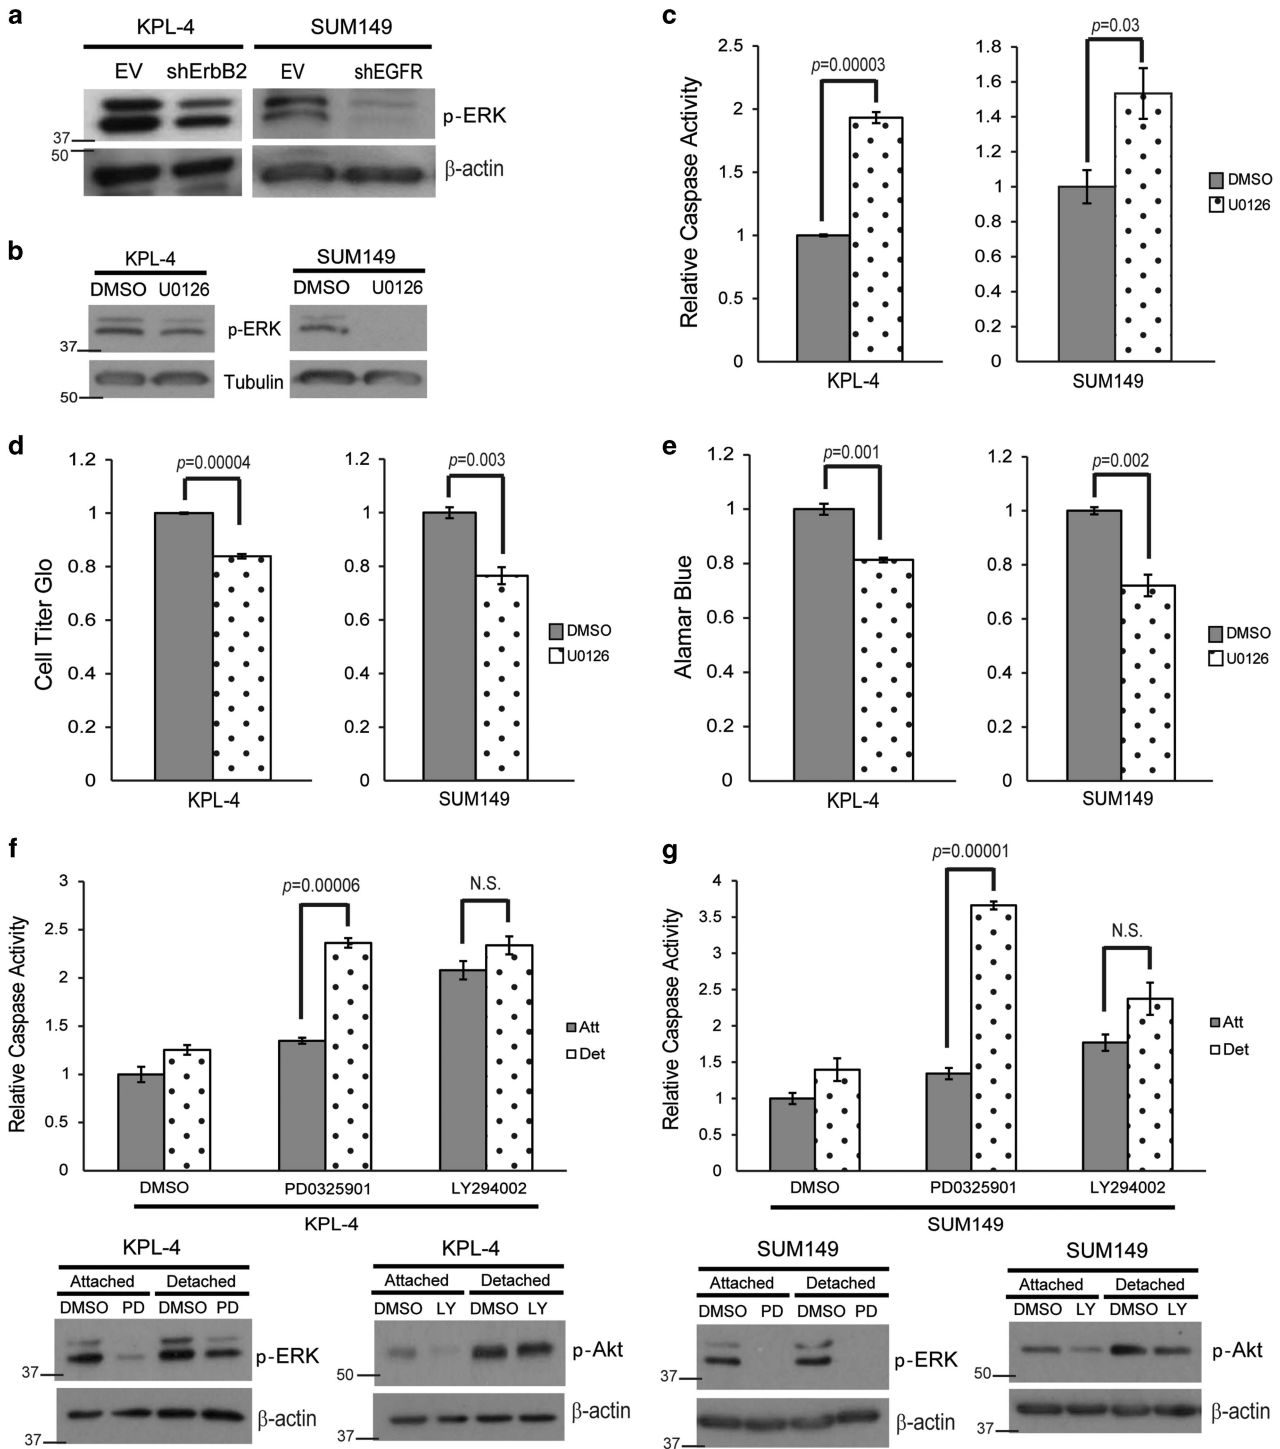 a
KPL-4 SUM149
EV shErbB2 EV shEGFR
p-ERK
37
50
β-actin
b
KPL-4 SUM149
DMSO U0126 DMSO U0126
p-ERK
37
Tubulin
50
c
Relative Caspase Activity
2.5
2
1.5
1
0.5
0
p=0.00003
KPL-4
1.8
1.6
1.4
1.2
1
0.8
0.6
0.4
0.2
0
p=0.03
SUM149
DMSO
U0126
d
Cell Titer Glo
1.2
1
0.8
0.6
0.4
0.2
0
p=0.00004
KPL-4
1.2
1
0.8
0.6
0.4
0.2
0
p=0.003
SUM149
DMSO
U0126
e
Alamar Blue
1.2
1
0.8
0.6
0.4
0.2
0
p=0.001
KPL-4
1.2
1
0.8
0.6
0.4
0.2
0
p=0.002
SUM149
DMSO
U0126
f
Relative Caspase Activity
3
2.5
2
1.5
1
0.5
0
p=0.00006
N.S.
DMSO PD0325901 LY294002
KPL-4
Att
Det
KPL-4
Attached Detached
DMSO PD DMSO PD
p-ERK
37
β-actin
37
KPL-4
Attached Detached
DMSO LY DMSO LY
p-Akt
50
β-actin
37
g
Relative Caspase Activity
4
3.5
3
2.5
2
1.5
1
0.5
0
p=0.00001
N.S.
DMSO PD0325901 LY294002
SUM149
Att
Det
SUM149
Attached Detached
DMSO PD DMSO PD
p-ERK
37
β-actin
37
SUM149
Attached Detached
DMSO LY DMSO LY
p-Akt
50
β-actin
37